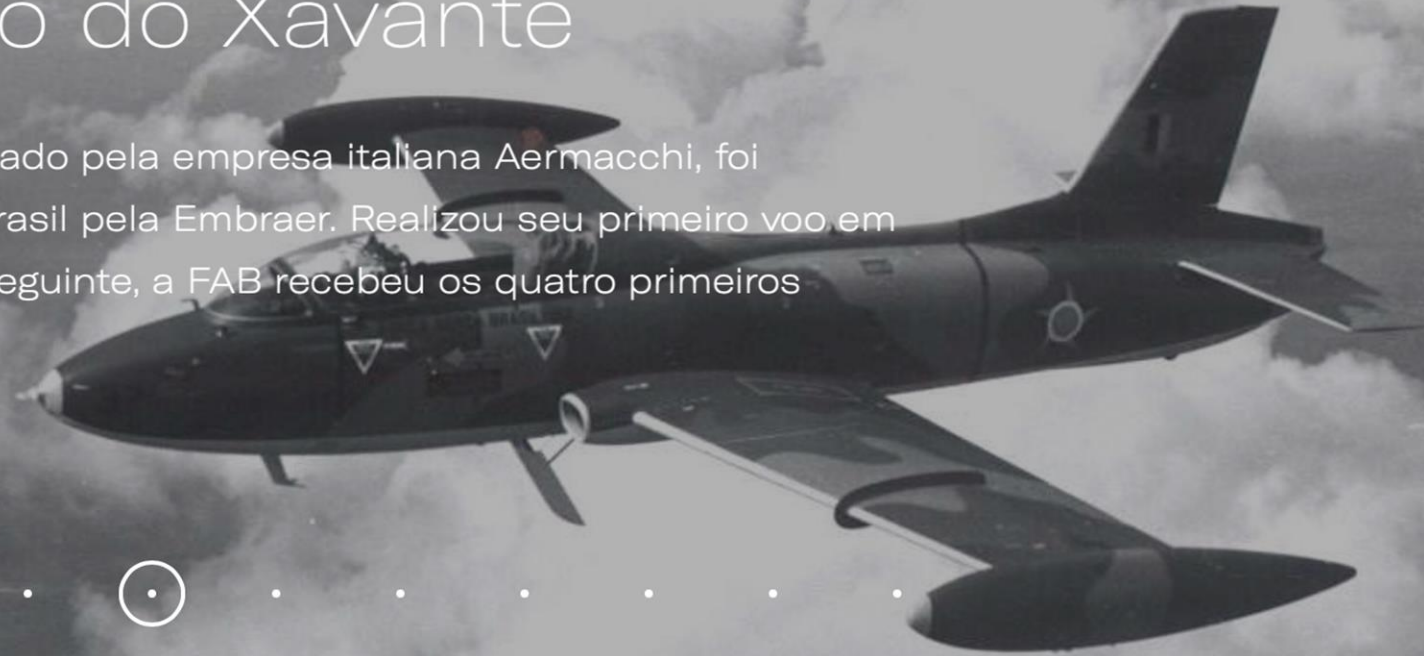 o do Xavante
ado pela empresa italiana Aermacchi, foi
rasil pela Embraer. Realizou seu primeiro voo em
eguinte, a FAB recebeu os quatro primeiros